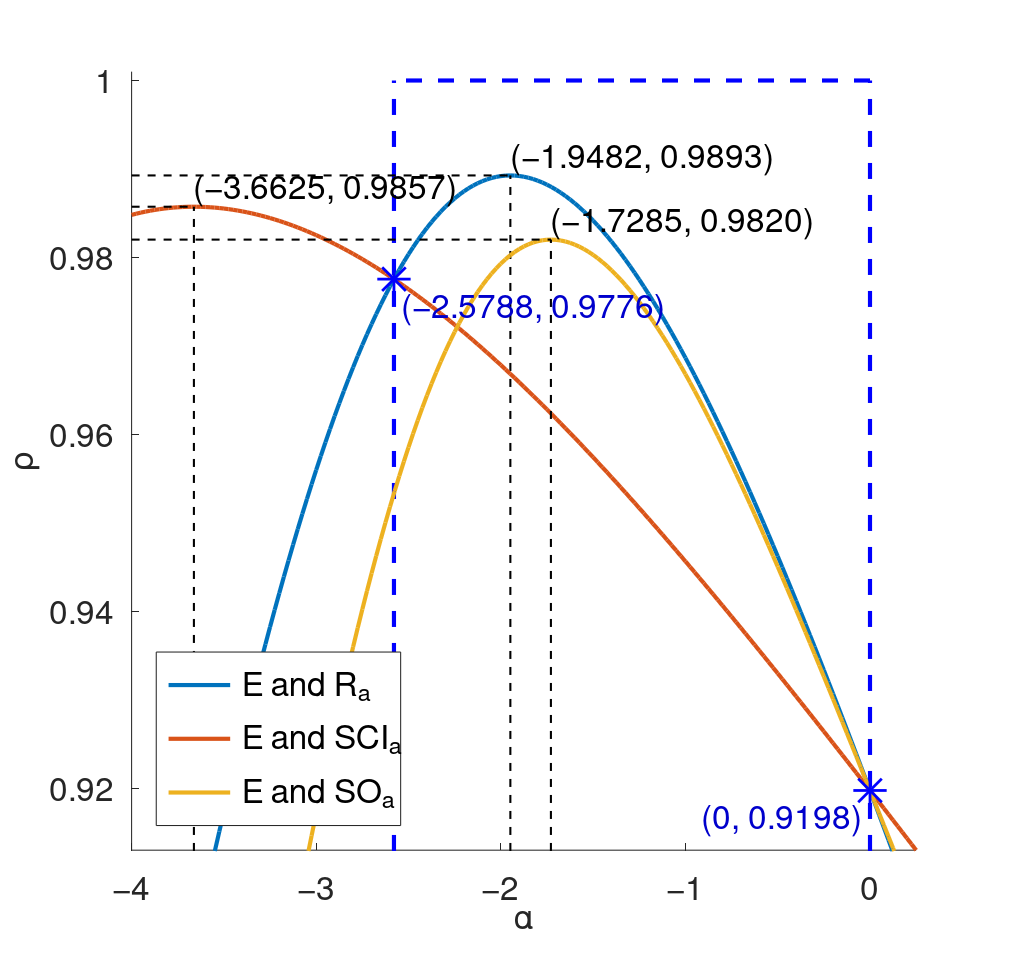 1
(−1.9482, 0.9893)
(−3.6625, 0.9857)
(−1.7285, 0.9820)
0.98
(−2.5788, 0.9776)
0.96
ρ
0.94
E and Rₐ
E and SCIₐ
E and SOₐ
0.92
(0, 0.9198)
−4 −3 −2 −1 0
α